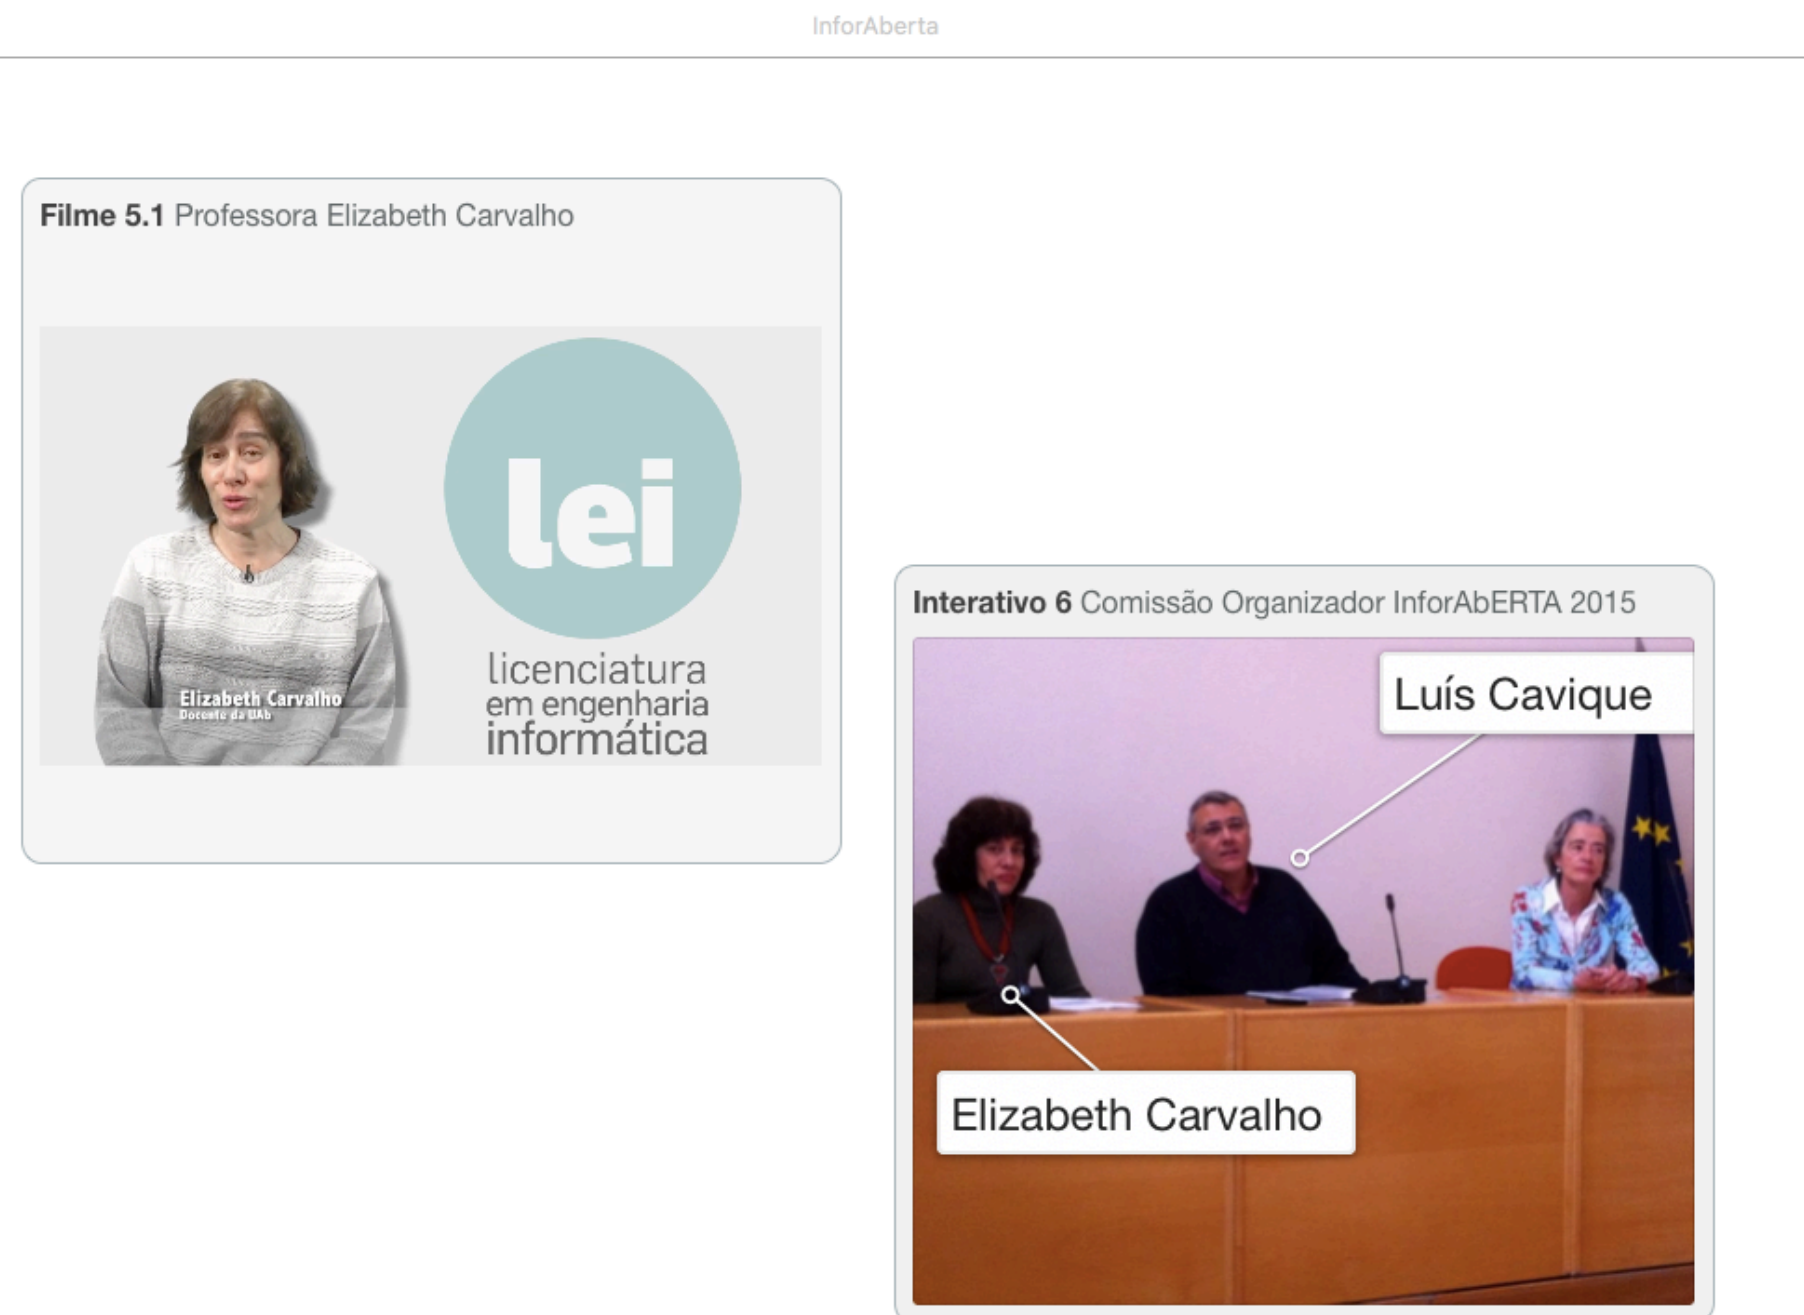 InforAberta
Filme 5.1 Professora Elizabeth Carvalho
lei
licenciatura
em engenharia
informática
Elizabeth Carvalho
Docente da UAb
Interativo 6 Comissão Organizador InforAbERTA 2015
Luís Cavique
Elizabeth Carvalho